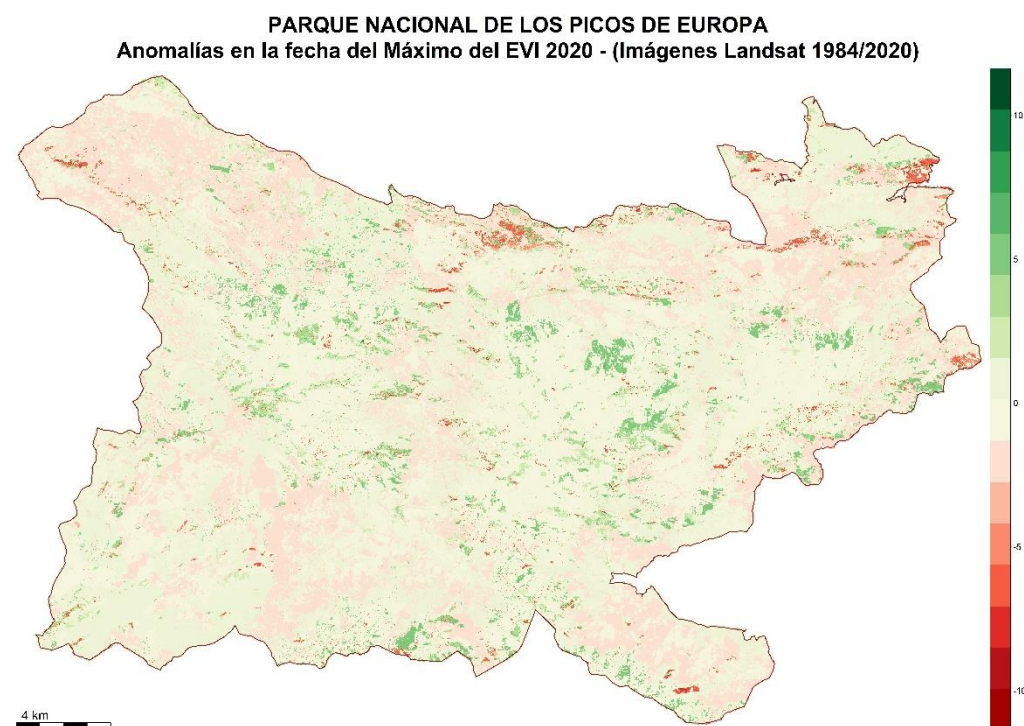 PARQUE NACIONAL DE LOS PICOS DE EUROPA
Anomalías en la fecha del Máximo del EVI 2020 - (Imágenes Landsat 1984/2020)
10
5
0
-5
-10
4 km